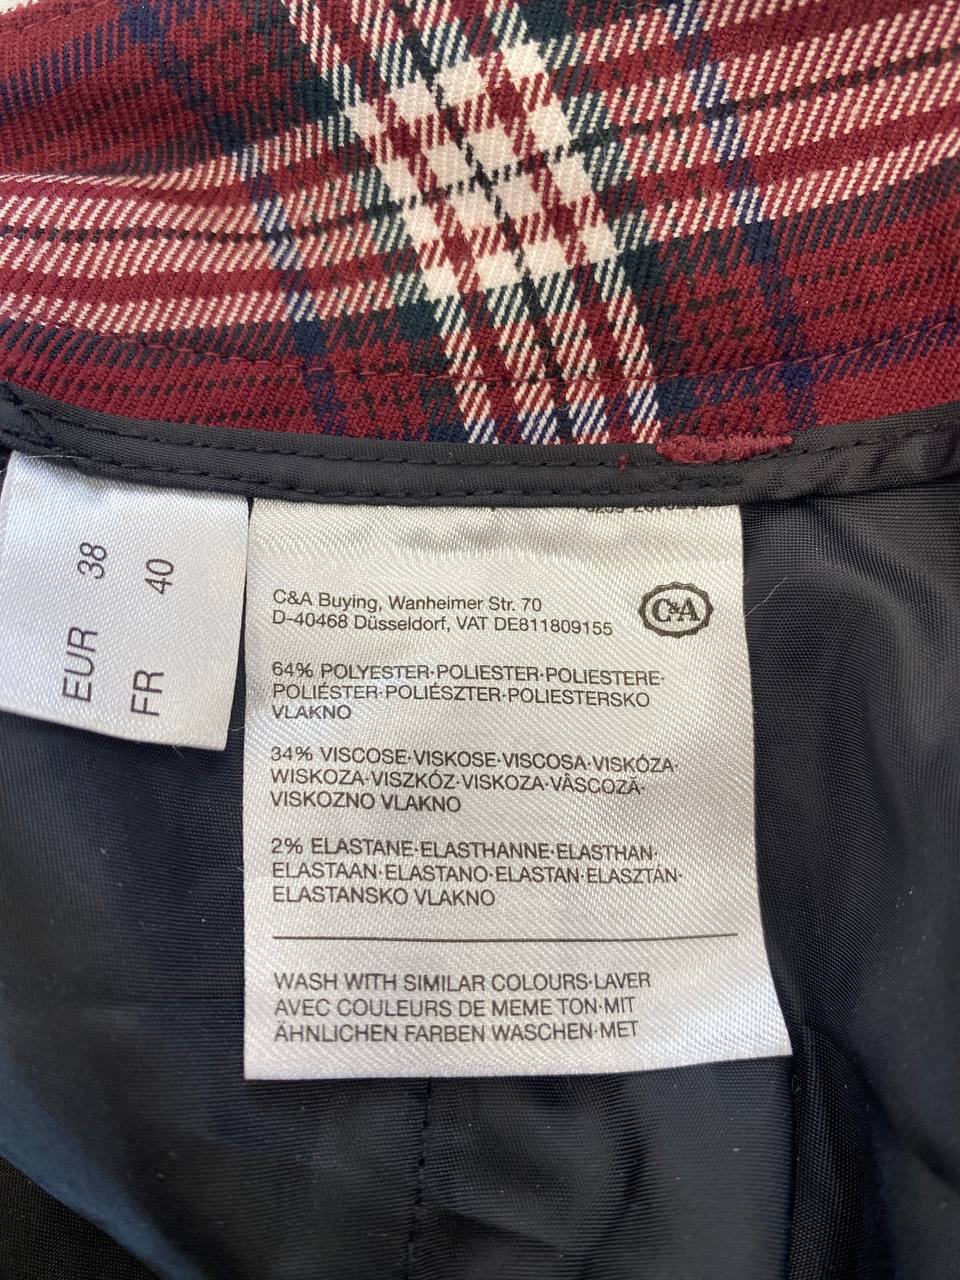 EUR 38
FR 40
C&A Buying, Wanheimer Str. 70
D-40468 Düsseldorf, VAT DE811809155
C&A
64% POLYESTER·POLIESTER·POLIESTERE·
POLIÉSTER·POLIÉSZTER·POLIESTERSKO
VLAKNO
34% VISCOSE·VISKOSE·VISCOSA·VISKÓZA·
WISKOZA·VISZKÓZ·VISKOZA·VÂSCOZĂ·
VISKOZNO VLAKNO
2% ELASTANE·ELASTHANNE·ELASTHAN·
ELASTAAN·ELASTANO·ELASTAN·ELASZTÁN·
ELASTANSKO VLAKNO
WASH WITH SIMILAR COLOURS·LAVER
AVEC COULEURS DE MEME TON·MIT
ÄHNLICHEN FARBEN WASCHEN·MET